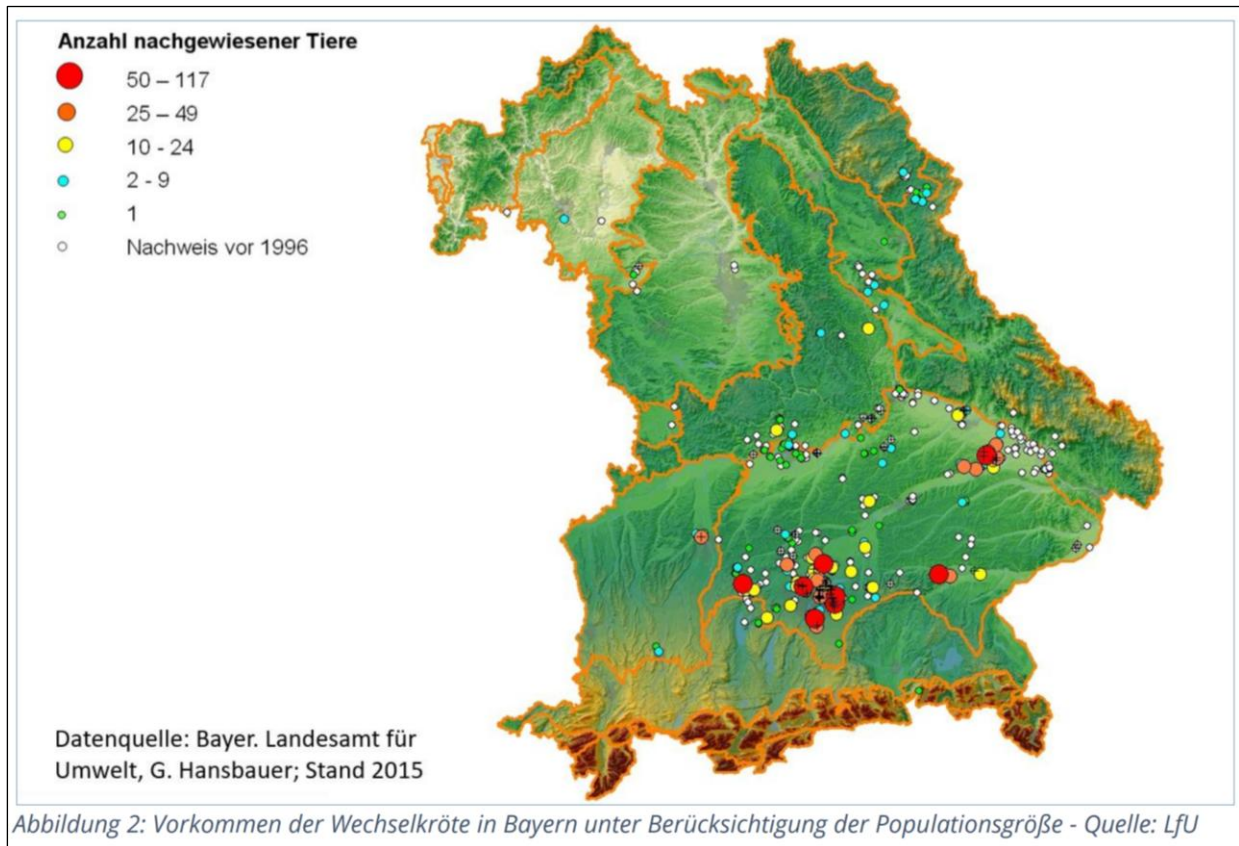 Anzahl nachgewiesener Tiere
50 – 117
25 – 49
10 - 24
2 - 9
1
Nachweis vor 1996
Datenquelle: Bayer. Landesamt für
Umwelt, G. Hansbauer; Stand 2015
Abbildung 2: Vorkommen der Wechselkröte in Bayern unter Berücksichtigung der Populationsgröße - Quelle: LfU